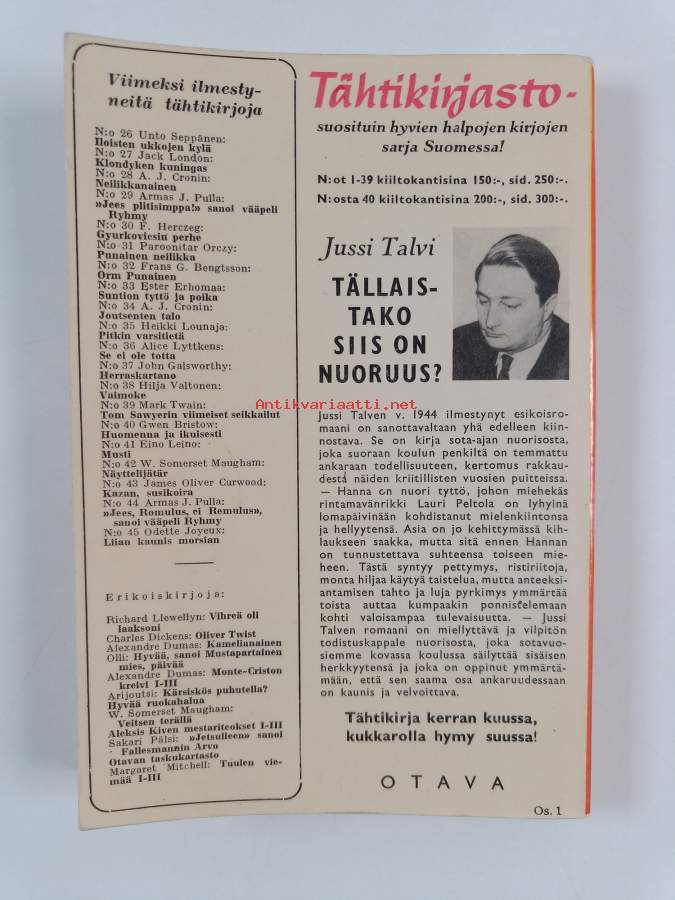 Viimeksi ilmesty-
neitä tähtikirjoja
N:o 26 Unto Seppänen:
Iloisten ukkojen kylä
N:o 27 Jack London:
Klondyken kuningas
N:o 28 A. J. Cronin:
Neilikkanainen
N:o 29 Armas J. Pulla:
»Jees plitisimppa!» sanoi vääpeli
Ryhmy
N:o 30 F. Herczeg:
Gyurkovicsin perhe
N:o 31 Paroonitar Orczy:
Punainen neilikka
N:o 32 Frans G. Bengtsson:
Orm Punainen
N:o 33 Ester Erhomaa:
Suntion tyttö ja poika
N:o 34 A. J. Cronin:
Joutsenten talo
N:o 35 Heikki Lounaja:
Pitkin varsitietä
N:o 36 Alice Lyttkens:
Se ei ole totta
N:o 37 John Galsworthy:
Herraskartano
N:o 38 Hilja Valtonen:
Vaimoke
N:o 39 Mark Twain:
Tom Sawyerin viimeiset seikkailut
N:o 40 Gwen Bristow:
Huomenna ja ikuisesti
N:o 41 Eino Leino:
Musti
N:o 42 W. Somerset Maugham:
Näyttelijätär
N:o 43 James Oliver Curwood:
Kazan, susikoira
N:o 44 Armas J. Pulla:
»Jees, Romulus, ei Remulus»,
sanoi vääpeli Ryhmy
N:o 45 Odette Joyeux:
Liian kaunis morsian
Erikoiskirjoja:
Richard Llewellyn: Vihreä oli
laaksoni
Charles Dickens: Oliver Twist
Alexandre Dumas: Kamelianainen
Olli: Hyvää, sanoi Mustapartainen
mies, päivää
Alexandre Dumas: Monte-Criston
kreivi I-III
Arijoutsi: Kärsiskös puhutella?
Hyvää ruokahalua
W. Somerset Maugham:
Veitsen terällä
Aleksis Kiven mestariteokset I-III
Sakari Pälsi: »Jetsulleen» sanoi
Fallesmannin Arvo
Otavan taskukartasto
Margaret Mitchell: Tuulen vie-
mää I-III
Tähtikirjasto-
suosituin hyvien halpojen kirjojen
sarja Suomessa!
N:ot 1-39 kiiltokantisina 150:-, sid. 250:-.
N:osta 40 kiiltokantisina 200:-, sid. 300:-.
Jussi Talvi
TÄLLAIS-
TAKO
SIIS ON
NUORUUS?
Antikvariaatti.net
Jussi Talven v. 1944 ilmestynyt esikoisro-
maani on sanottavaltaan yhä edelleen kiin-
nostava. Se on kirja sota-ajan nuorisosta,
joka suoraan koulun penkiltä on temmattu
ankaraan todellisuuteen, kertomus rakkau-
destä näiden kriitillisten vuosien puitteissa.
— Hanna on nuori tyttö, johon miehekäs
rintamavänrikki Lauri Peltola on lyhyinä
lomapäivinään kohdistanut mielenkiintonsa
ja hellyytensä. Asia on jo kehittymässä kih-
laukseen saakka, mutta sitä ennen Hannan
on tunnustettava suhteensa toiseen mie-
heen. Tästä syntyy pettymys, ristiriitoja,
monta hiljaa käytyä taistelua, mutta anteeksi-
antamisen tahto ja luja pyrkimys ymmärtää
toista auttaa kumpaakin ponnistelemaan
kohti valoisampaa tulevaisuutta. — Jussi
Talven romaani on miellyttävä ja vilpitön
todistuskappale nuorisosta, joka sotavuo-
siemme kovassa koulussa säilyttää sisäisen
herkkyytensä ja joka on oppinut ymmärtä-
mään, että sen saama osa ankaruudessaan
on kaunis ja velvoittava.
Tähtikirja kerran kuussa,
kukkarolla hymy suussa!
OTAVA
Os. 1